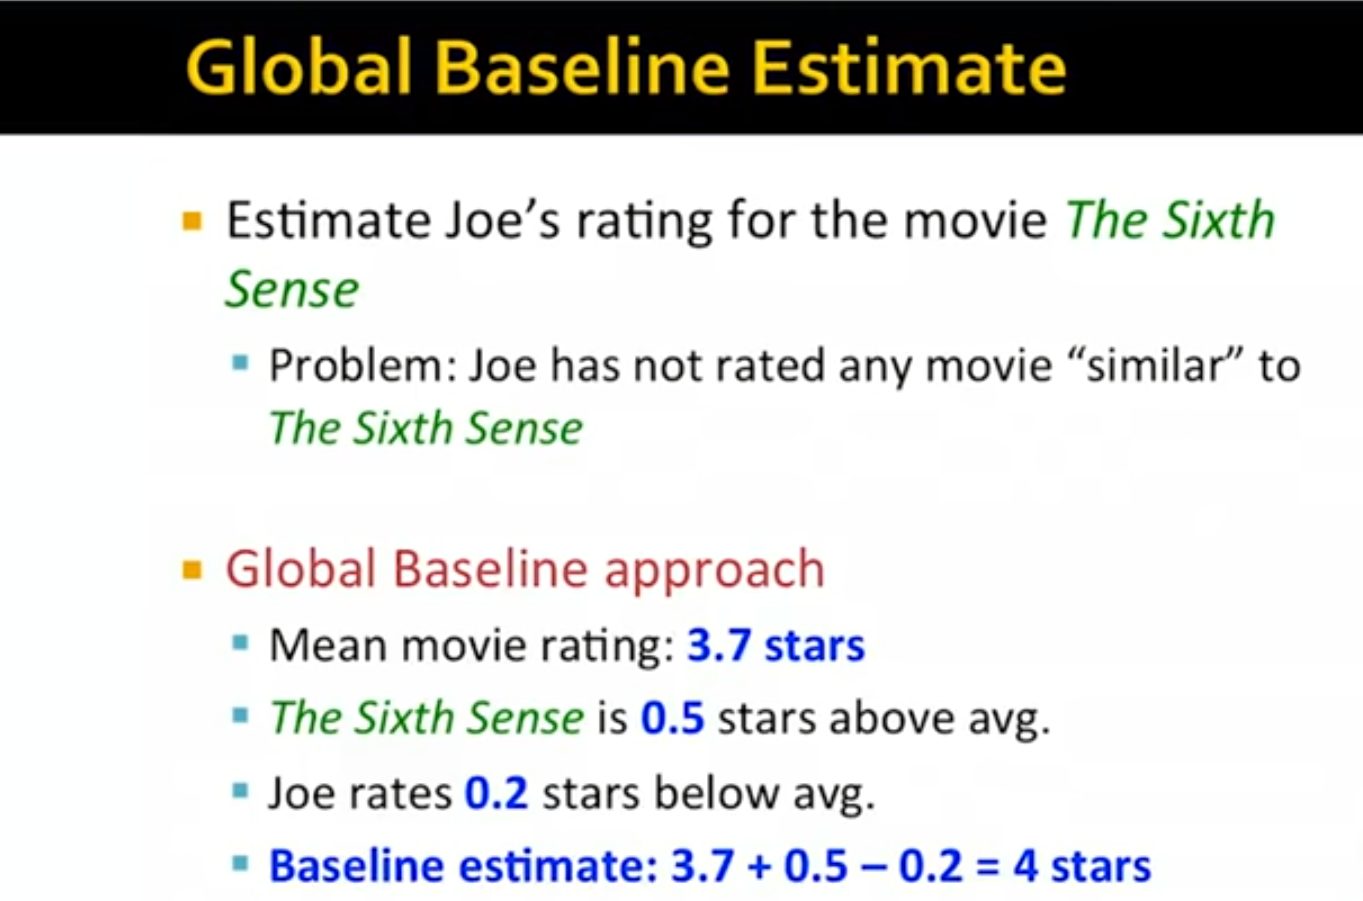 Global Baseline Estimate
Estimate Joe’s rating for the movie The Sixth
Sense
Problem: Joe has not rated any movie “similar” to
The Sixth Sense
Global Baseline approach
Mean movie rating: 3.7 stars
The Sixth Sense is 0.5 stars above avg.
Joe rates 0.2 stars below avg.
Baseline estimate: 3.7 + 0.5 – 0.2 = 4 stars